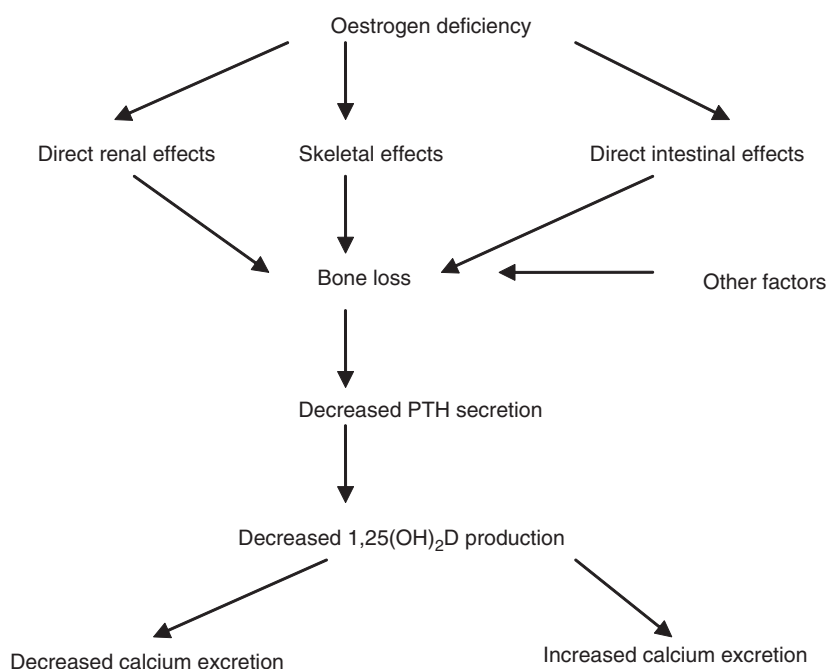 Oestrogen deficiency
Direct renal effects
Skeletal effects
Direct intestinal effects
Bone loss
Other factors
Decreased PTH secretion
Decreased 1,25(OH)₂D production
Decreased calcium excretion
Increased calcium excretion